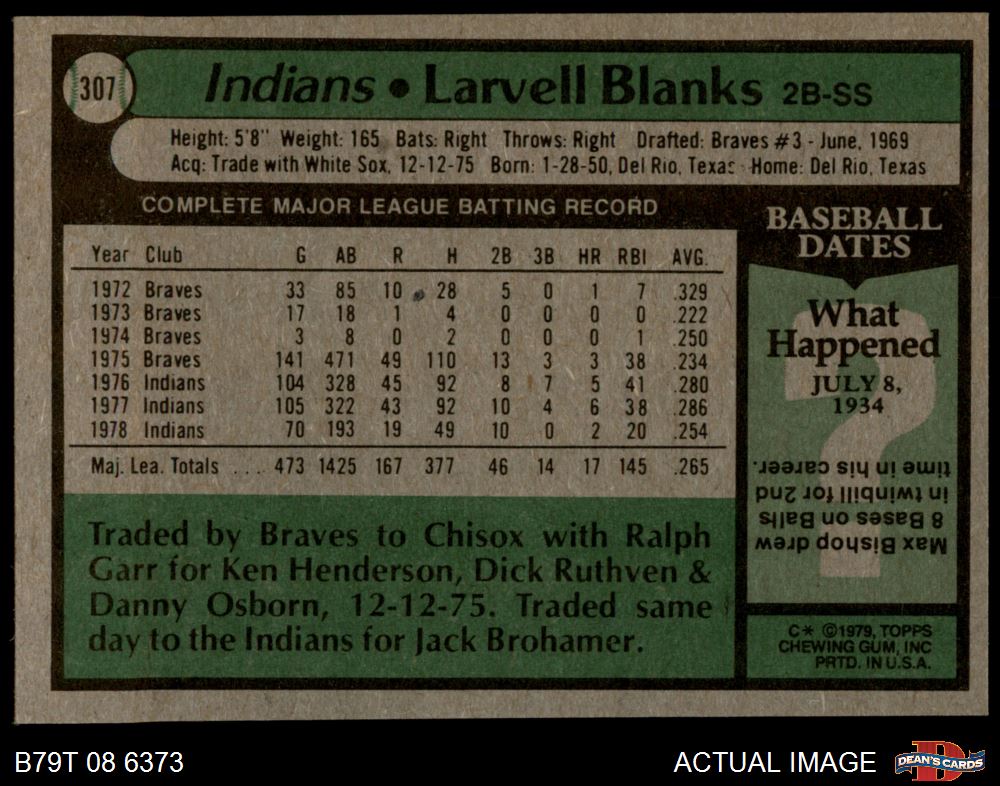 307
Indians • Larvell Blanks 2B-SS
Height: 5'8" Weight: 165 Bats: Right Throws: Right Drafted: Braves #3 - June, 1969
Acq: Trade with White Sox, 12-12-75 Born: 1-28-50, Del Rio, Texas Home: Del Rio, Texas
COMPLETE MAJOR LEAGUE BATTING RECORD
Year Club G AB R H 2B 3B HR RBI AVG.
1972 Braves 33 85 10 28 5 0 1 7 .329
1973 Braves 17 18 1 4 0 0 0 0 .222
1974 Braves 3 8 0 2 0 0 0 1 .250
1975 Braves 141 471 49 110 13 3 3 38 .234
1976 Indians 104 328 45 92 8 7 5 41 .280
1977 Indians 105 322 43 92 10 4 6 38 .286
1978 Indians 70 193 19 49 10 0 2 20 .254
Maj. Lea. Totals ... 473 1425 167 377 46 14 17 145 .265
Traded by Braves to Chisox with Ralph
Garr for Ken Henderson, Dick Ruthven &
Danny Osborn, 12-12-75. Traded same
day to the Indians for Jack Brohamer.
BASEBALL
DATES
What
Happened
JULY 8,
1934
?
Max Bishop drew
8 Bases on Balls
in twinbill for 2nd
time in his career.
C* ©1979, TOPPS
CHEWING GUM, INC
PRTD. IN U.S.A.
B79T 08 6373
ACTUAL IMAGE
D
DEAN'S CARDS